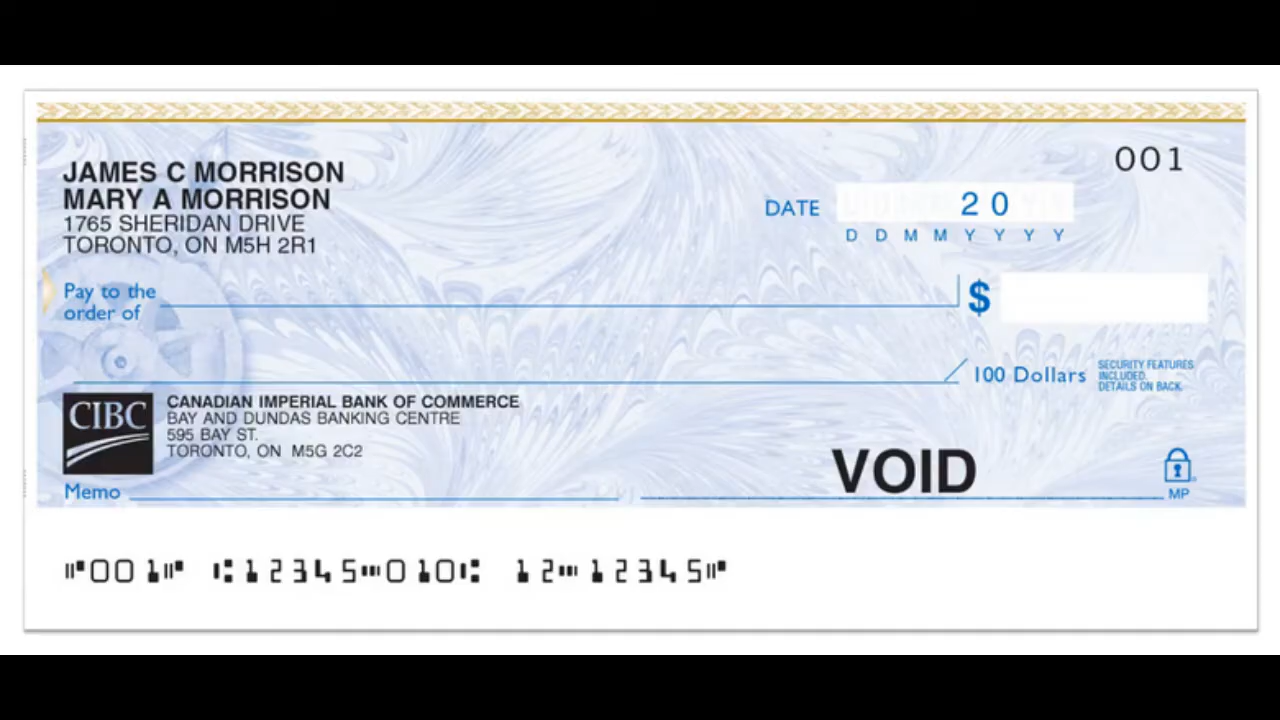 001
JAMES C MORRISON
MARY A MORRISON
1765 SHERIDAN DRIVE
TORONTO, ON M5H 2R1
DATE 20
D D M M Y Y Y Y
Pay to the
order of
$
100 Dollars
SECURITY FEATURES
INCLUDED.
DETAILS ON BACK.
CIBC
CANADIAN IMPERIAL BANK OF COMMERCE
BAY AND DUNDAS BANKING CENTRE
595 BAY ST.
TORONTO, ON M5G 2C2
Memo
VOID
MP
⑈001⑈ ⑆12345⑉010⑆ 12⑉12345⑈